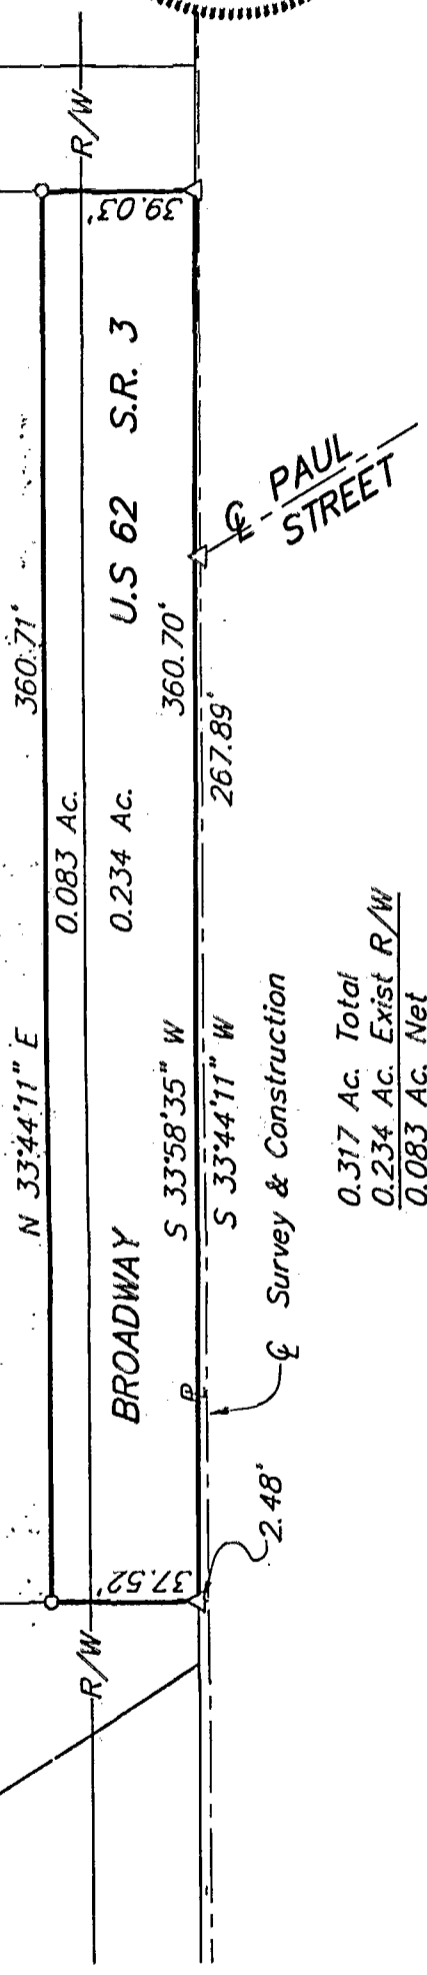 R/W
39.03'
U.S 62   S.R. 3
℄ PAUL
STREET
360.71'
360.70'
267.89'
0.083 Ac.
0.234 Ac.
N 33°44'11" E
S 33°58'35" W
S 33°44'11" W
BROADWAY
℄ Survey & Construction
0.317 Ac. Total
0.234 Ac. Exist R/W
0.083 Ac. Net
P
37.52'
2.48'
R/W